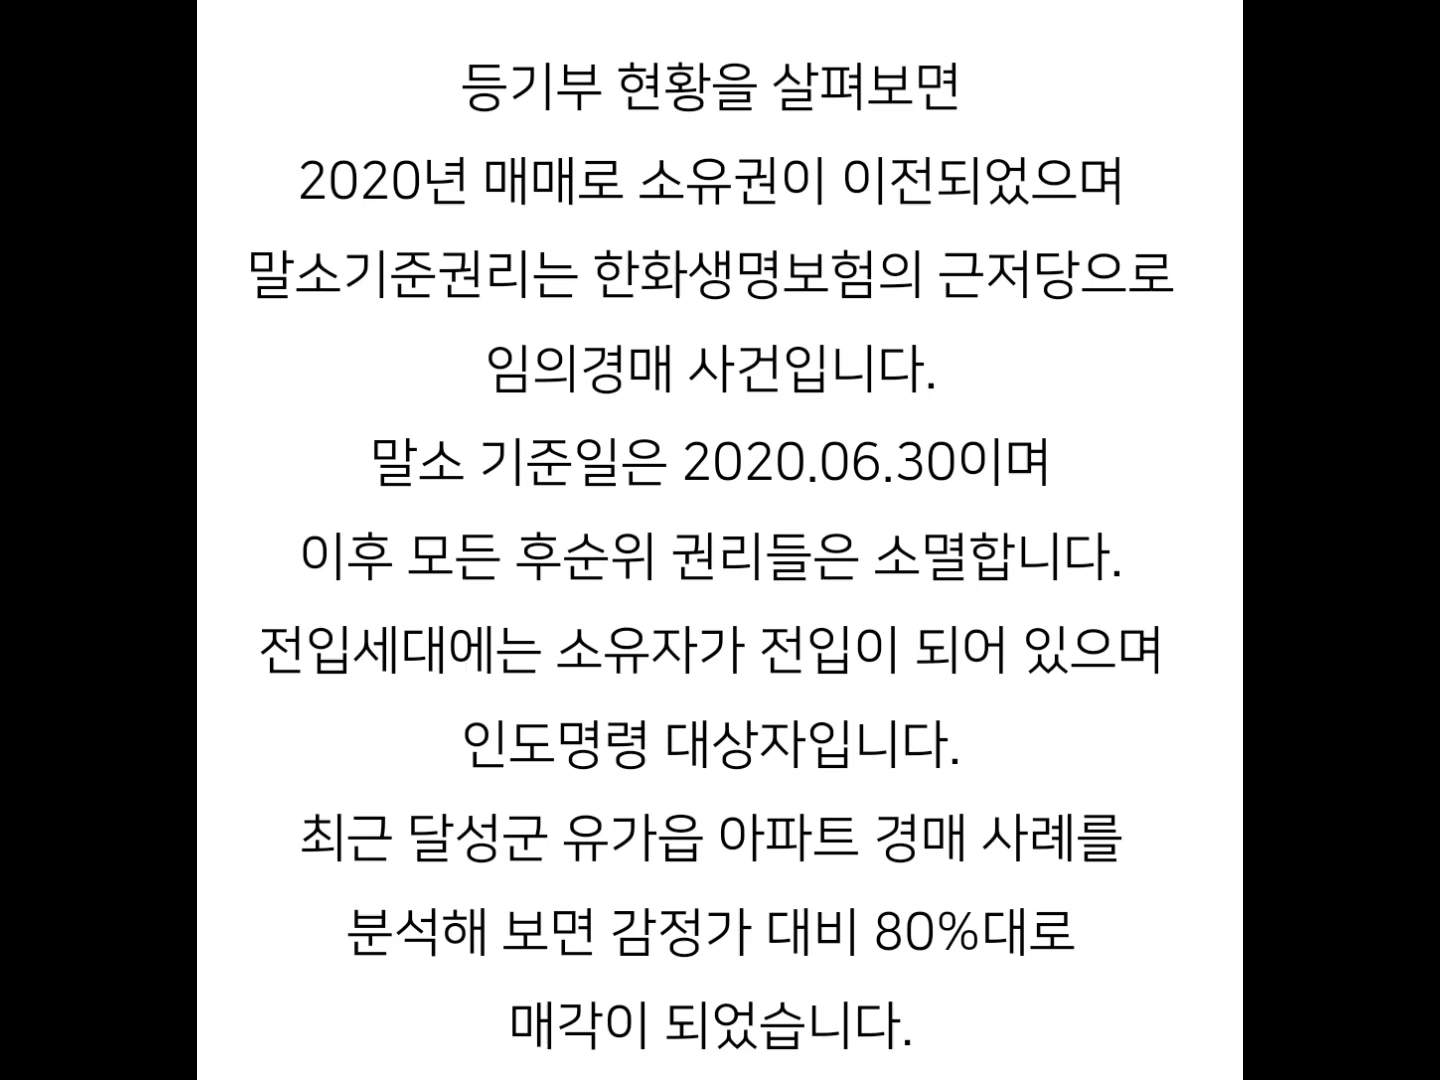 등기부 현황을 살펴보면
2020년 매매로 소유권이 이전되었으며
말소기준권리는 한화생명보험의 근저당으로
임의경매 사건입니다.
말소 기준일은 2020.06.30이며
이후 모든 후순위 권리들은 소멸합니다.
전입세대에는 소유자가 전입이 되어 있으며
인도명령 대상자입니다.
최근 달성군 유가읍 아파트 경매 사례를
분석해 보면 감정가 대비 80%대로
매각이 되었습니다.